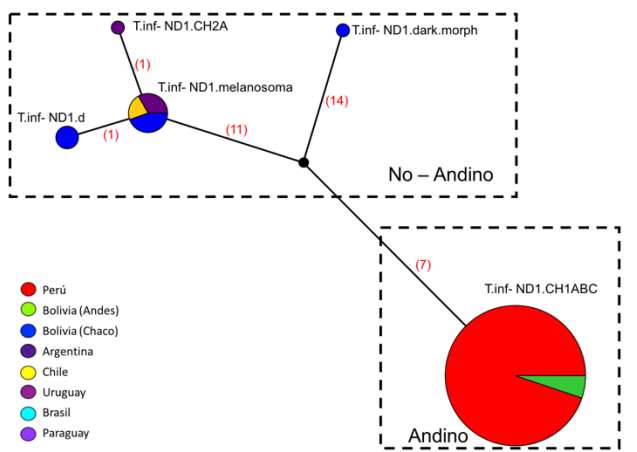 T.inf- ND1.CH2A
T.inf- ND1.dark.morph
(1)
T.inf- ND1.melanosoma
(14)
T.inf- ND1.d
(1)
(11)
No – Andino
(7)
T.inf- ND1.CH1ABC
Perú
Bolivia (Andes)
Bolivia (Chaco)
Argentina
Chile
Uruguay
Brasil
Paraguay
Andino